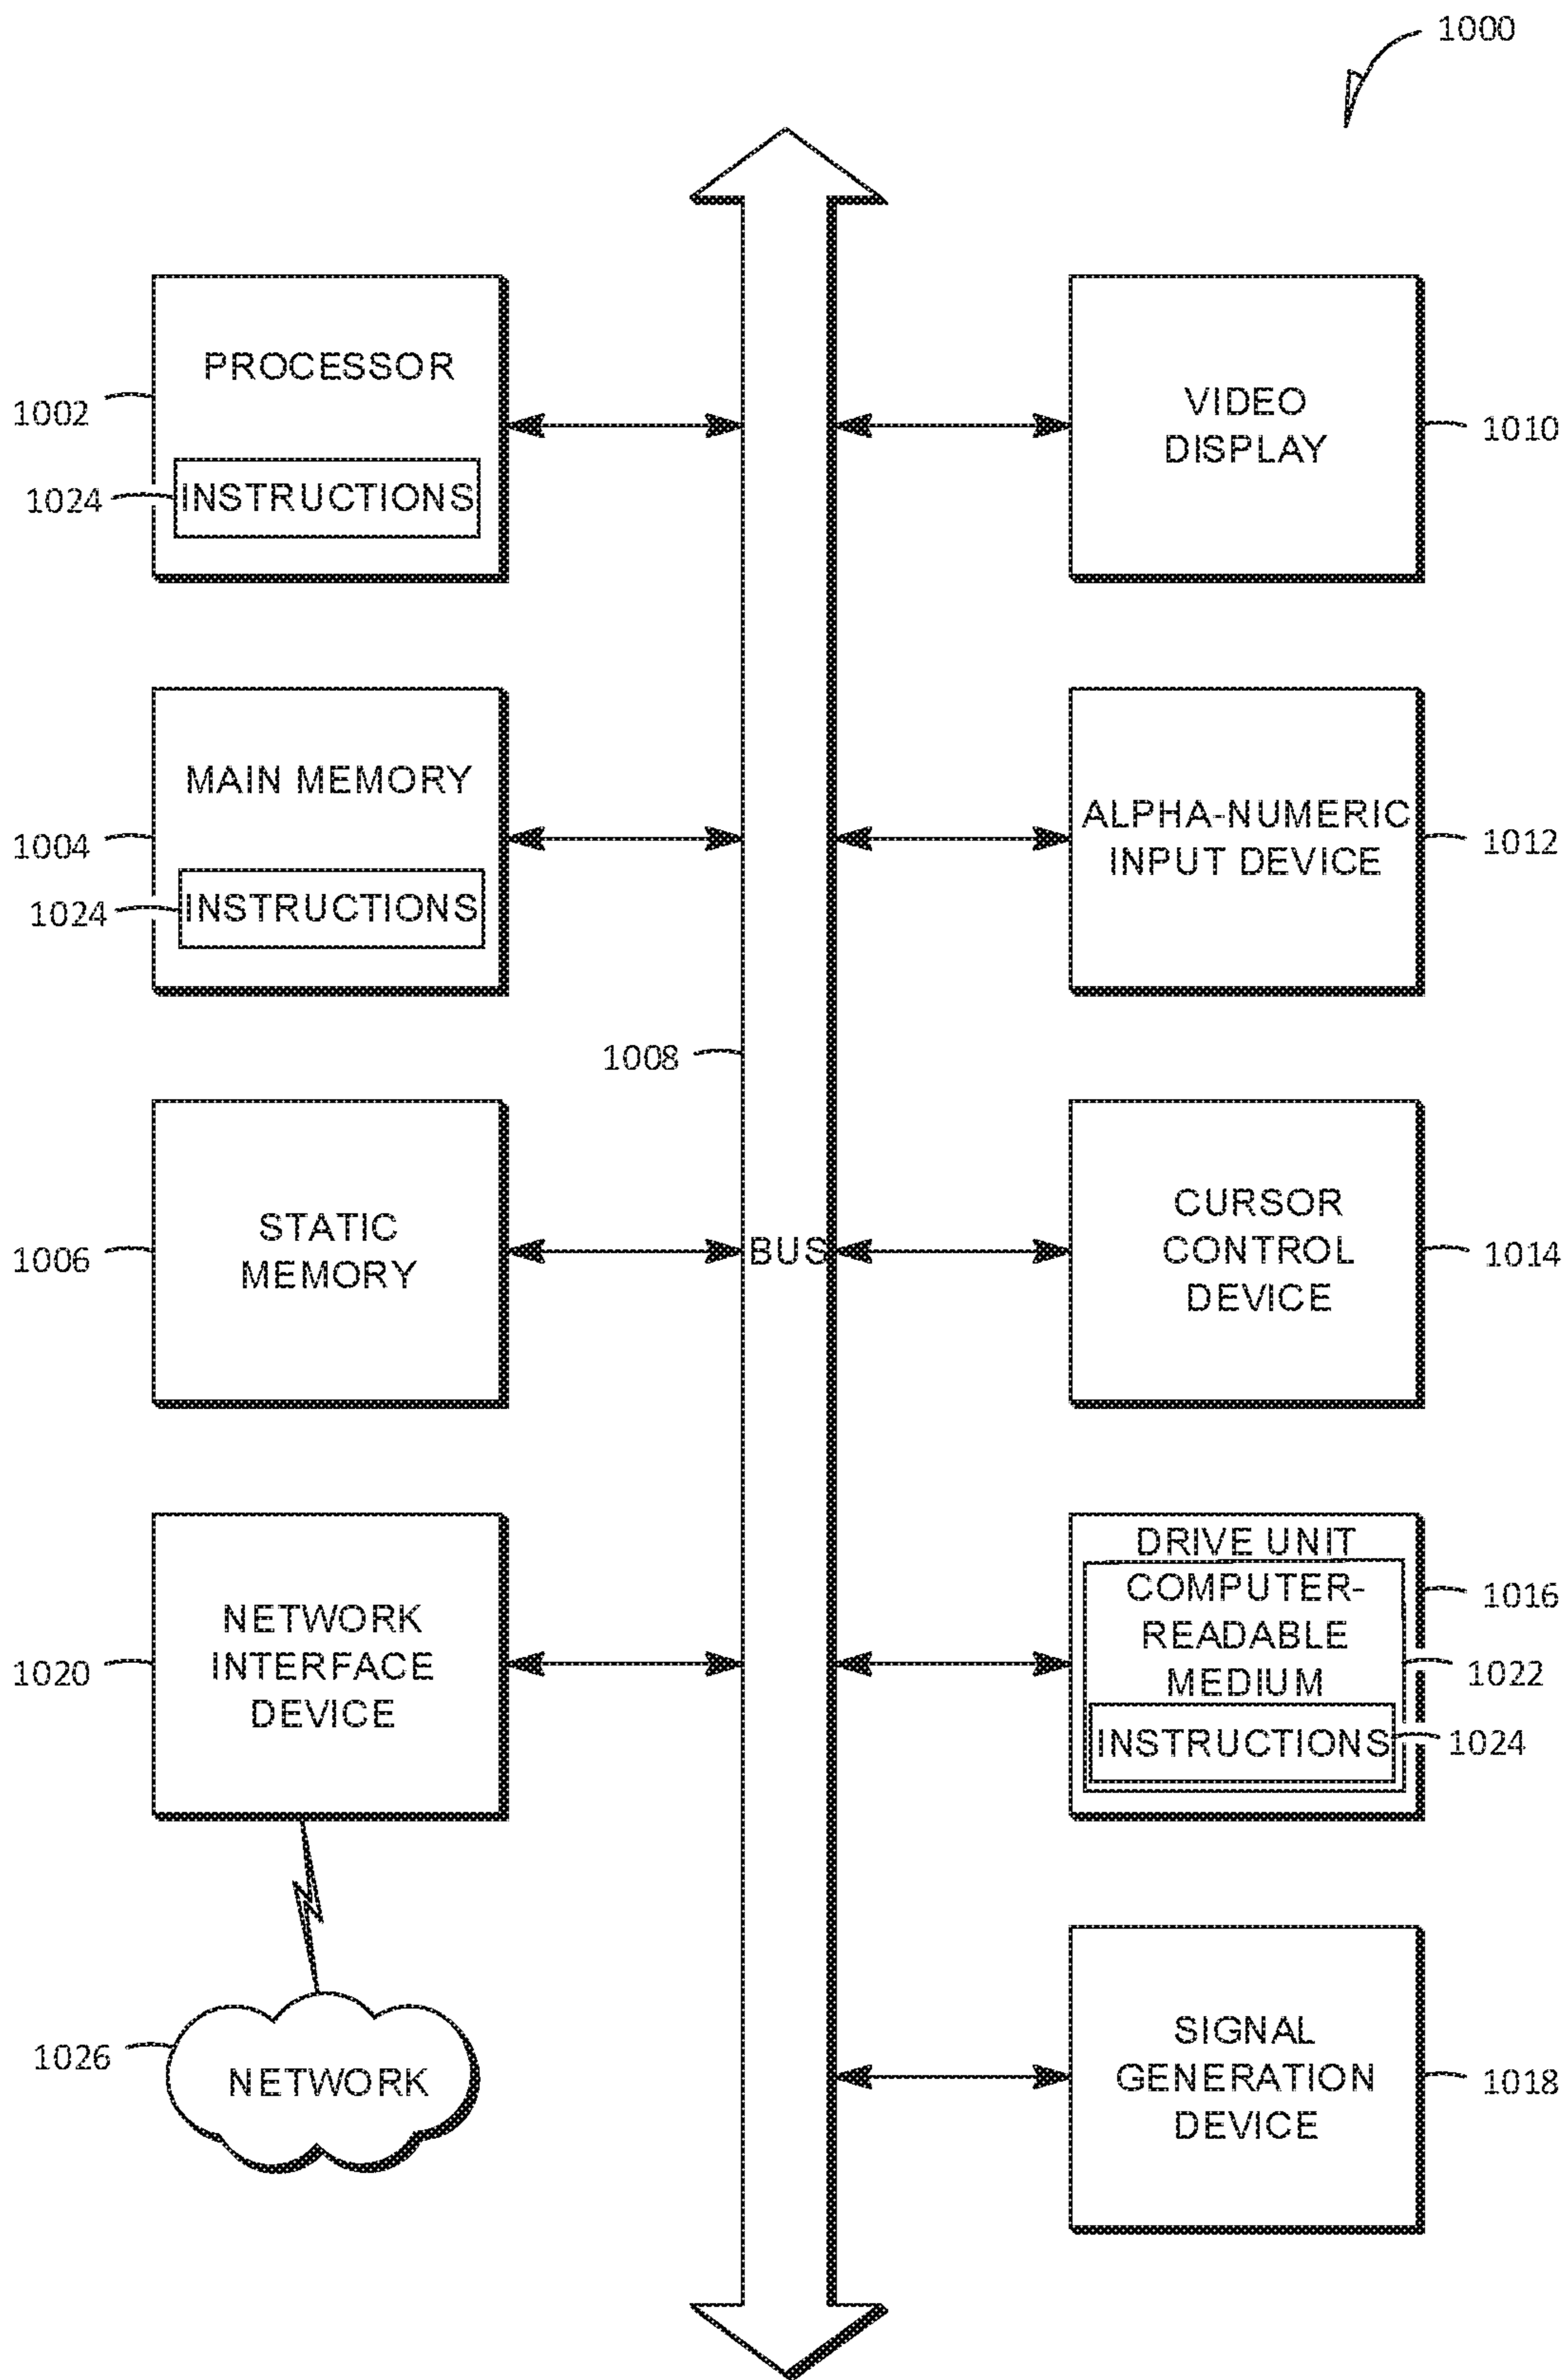 1000
PROCESSOR
1002
1024
INSTRUCTIONS
VIDEO
DISPLAY
1010
MAIN MEMORY
1004
1024
INSTRUCTIONS
ALPHA-NUMERIC
INPUT DEVICE
1012
1008
STATIC
MEMORY
1006
BUS
CURSOR
CONTROL
DEVICE
1014
NETWORK
INTERFACE
DEVICE
1020
DRIVE UNIT
COMPUTER-
READABLE
MEDIUM
1016
1022
INSTRUCTIONS
1024
1026
NETWORK
SIGNAL
GENERATION
DEVICE
1018